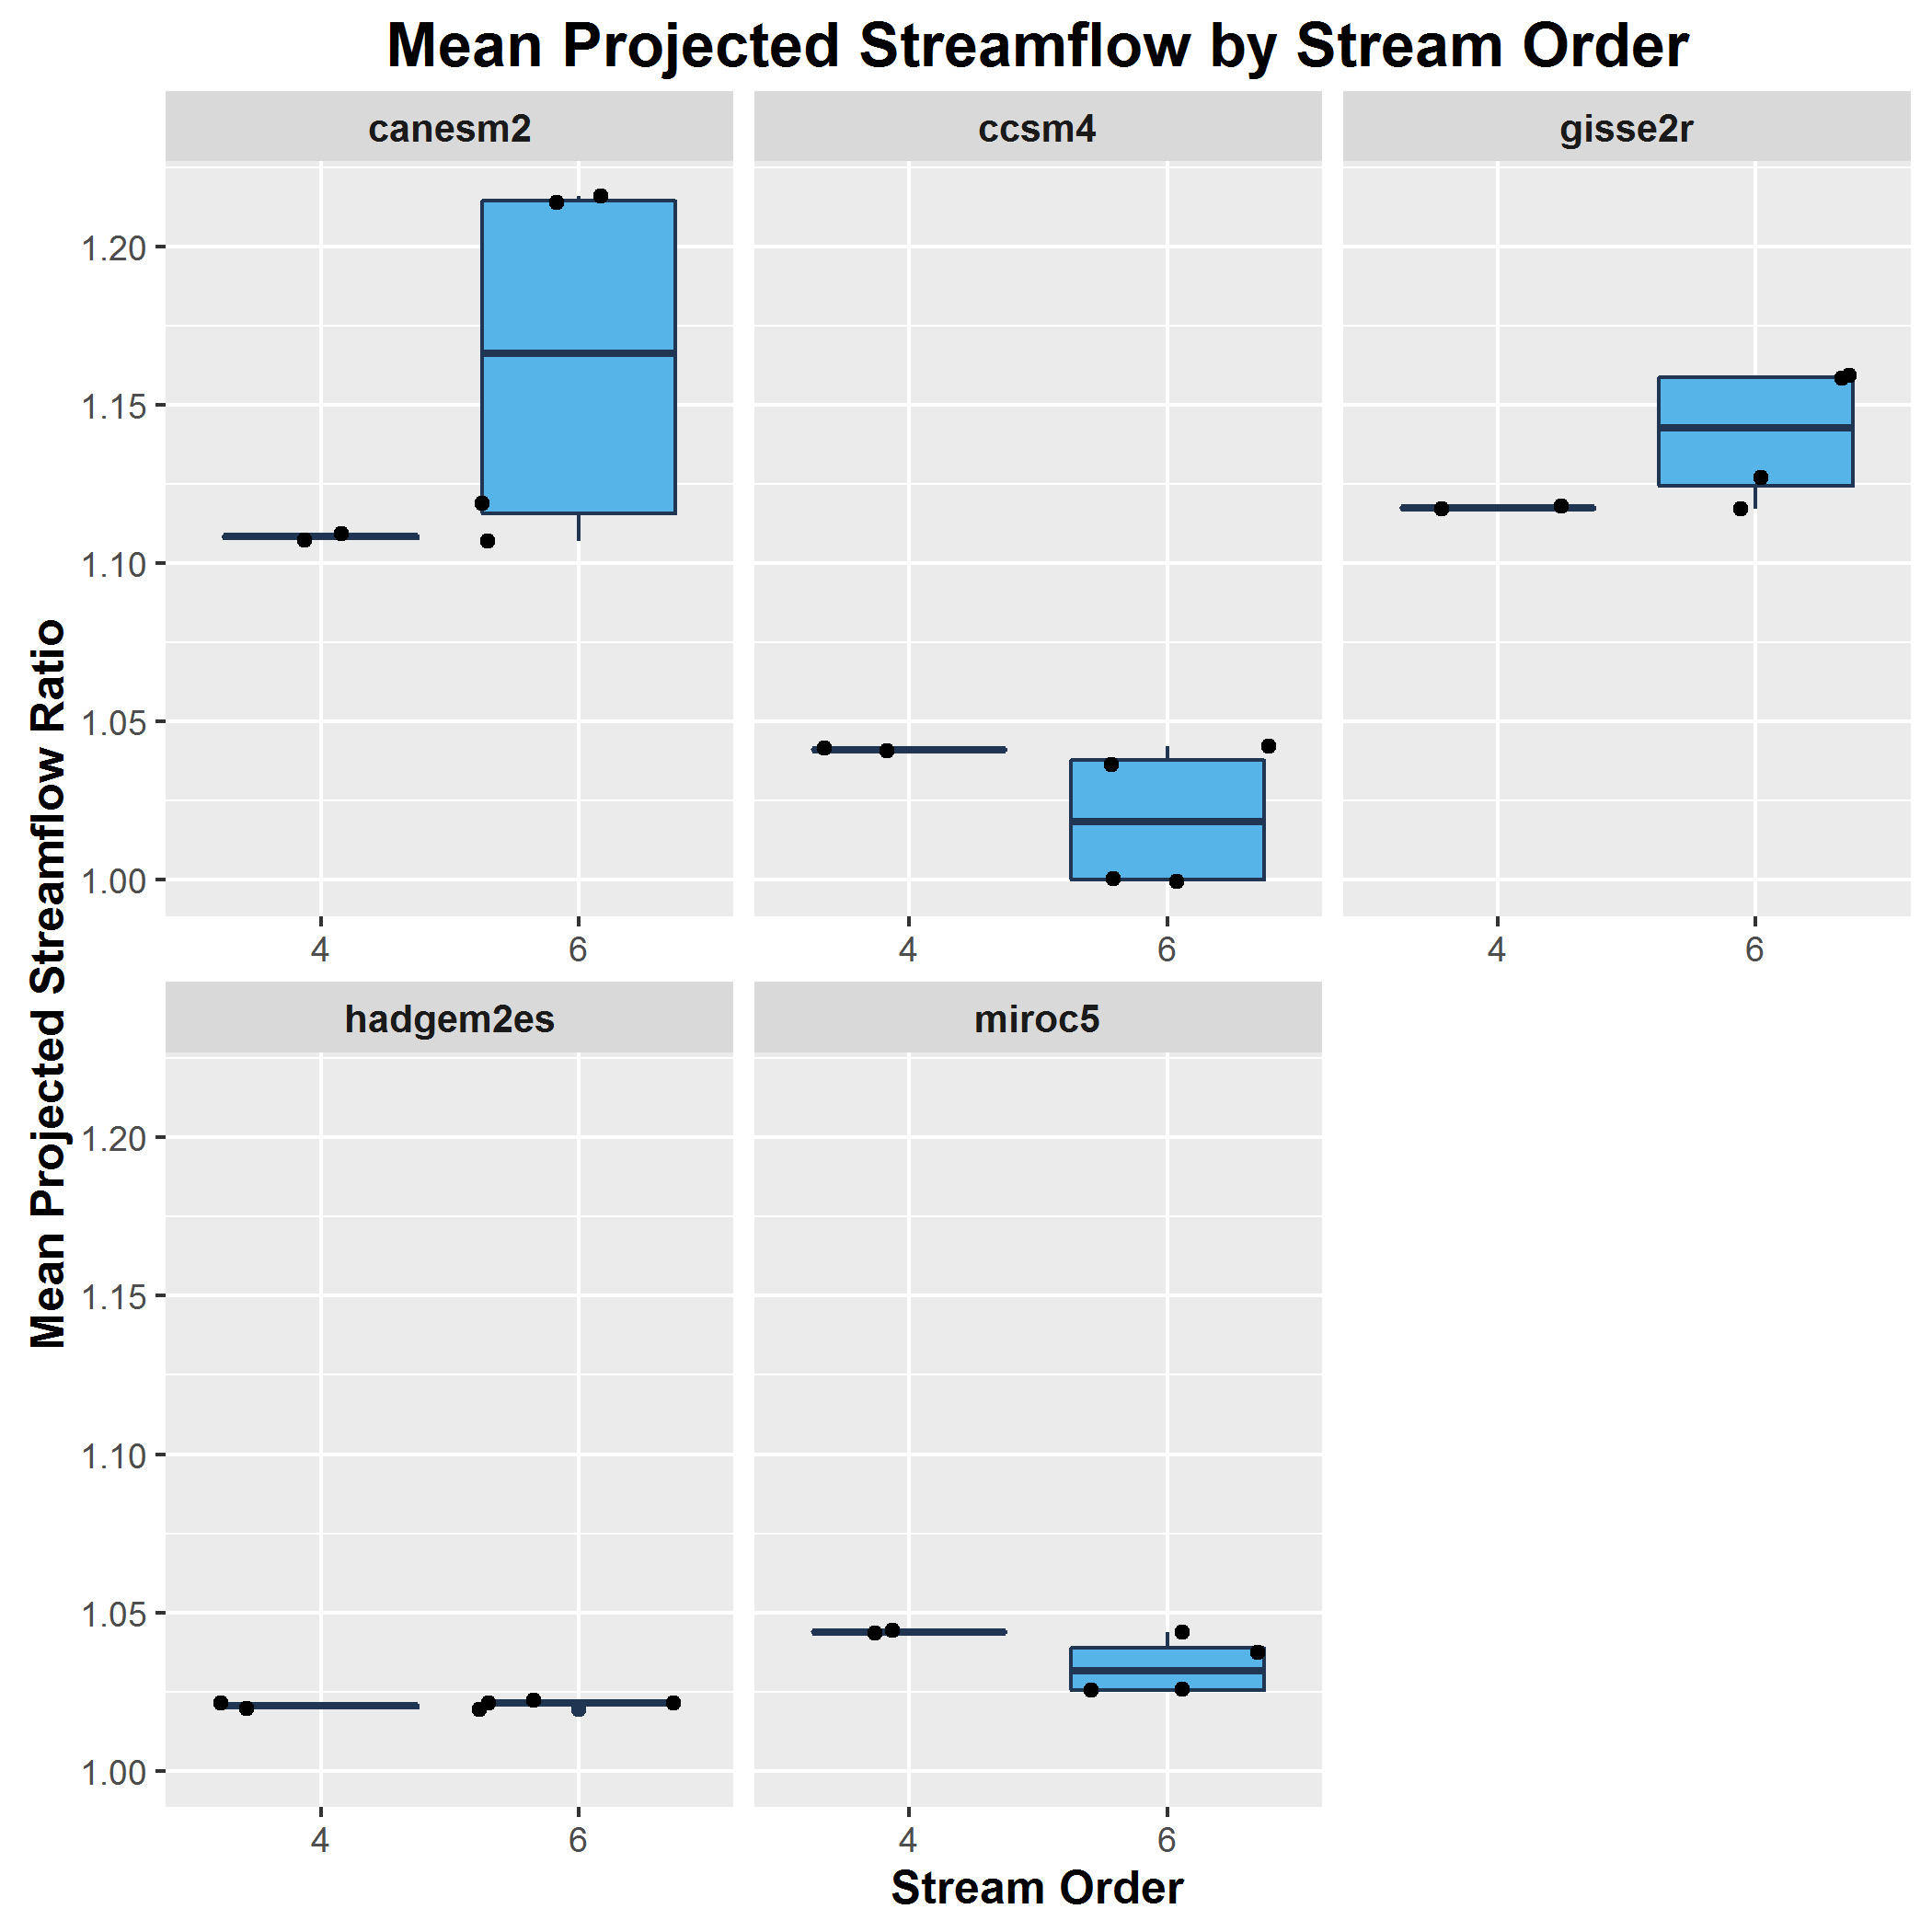 Mean Projected Streamflow by Stream Order
canesm2
ccsm4
gisse2r
Mean Projected Streamflow Ratio
1.20
1.15
1.10
1.05
1.00
4 6
4 6
4 6
hadgem2es
miroc5
1.20
1.15
1.10
1.05
1.00
4 6
4 6
Stream Order